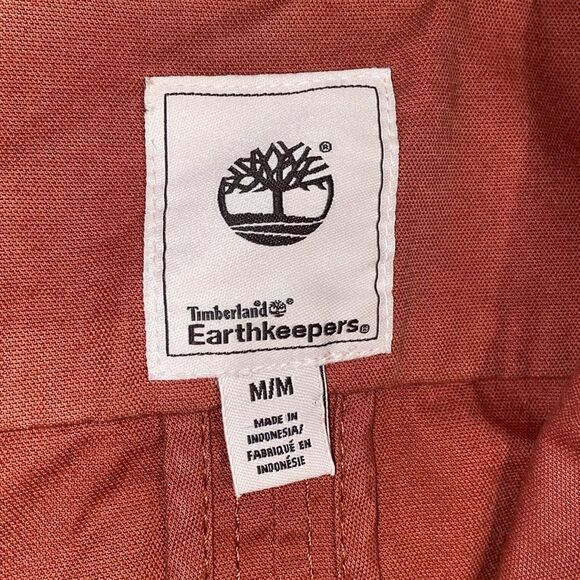 ®
Timberland ®
Earthkeepers®
M/M
MADE IN
INDONESIA/
FABRIQUÉ EN
INDONÉSIE